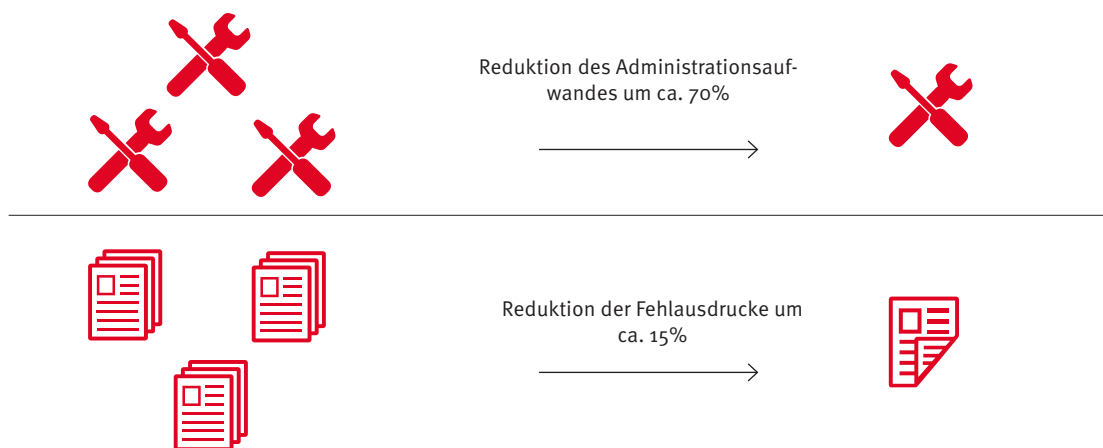 Reduktion des Administrationsauf-
wandes um ca. 70%
Reduktion der Fehlausdrucke um
ca. 15%